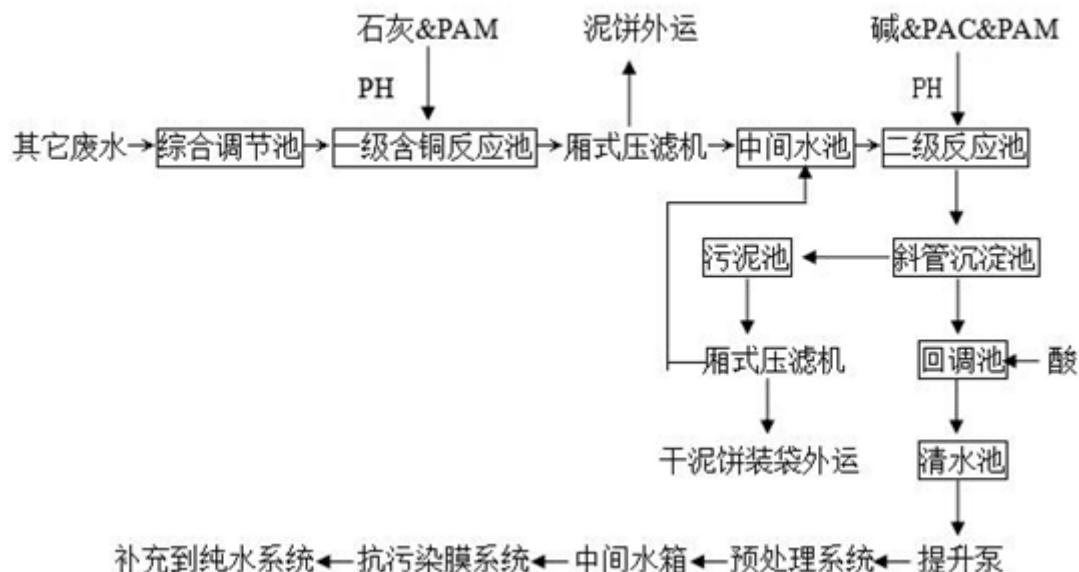 石灰&PAM 泥饼外运 碱&PAC&PAM
PH PH
其它废水 综合调节池 一级含铜反应池 厢式压滤机 中间水池 二级反应池
污泥池 斜管沉淀池
厢式压滤机 回调池 酸
干泥饼装袋外运 清水池
补充到纯水系统 抗污染膜系统 中间水箱 预处理系统 提升泵